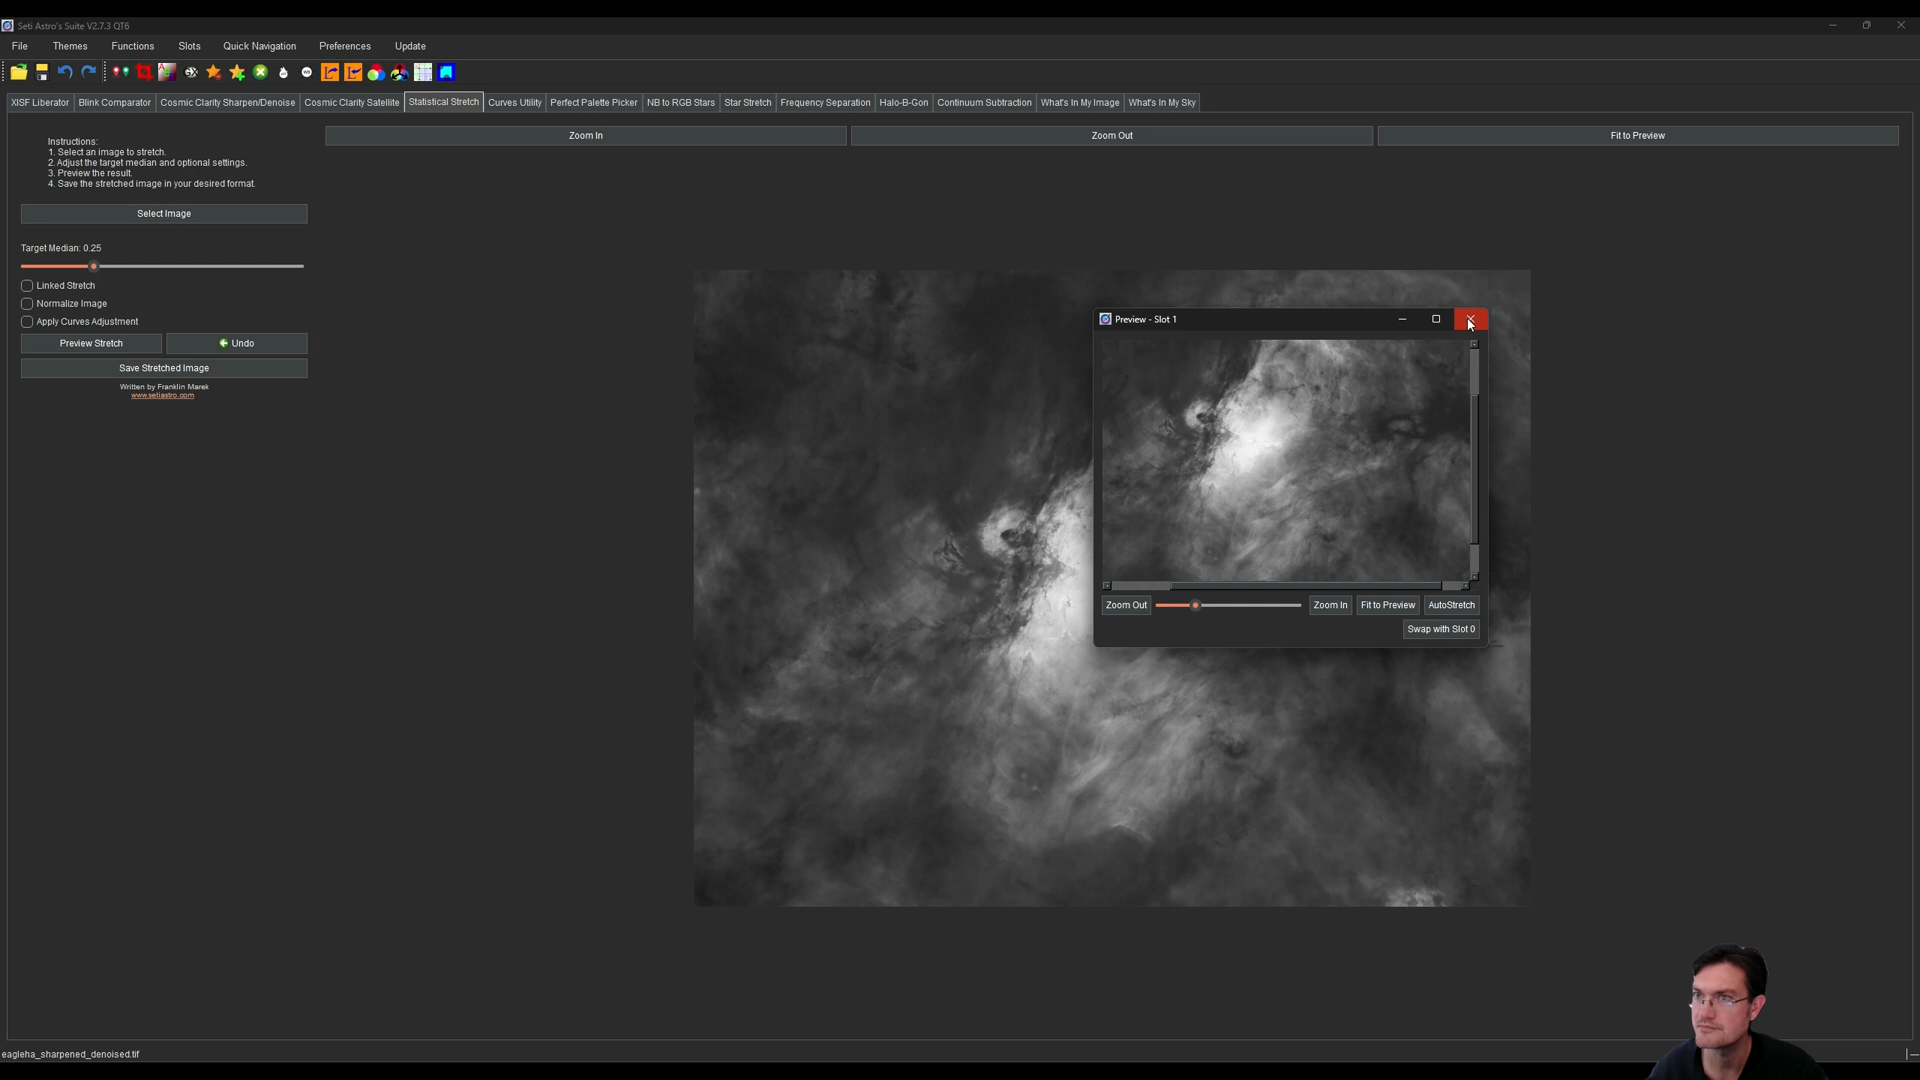 Seti Astro's Suite V2.7.3 QT6
File Themes Functions Slots Quick Navigation Preferences Update
XISF Liberator Blink Comparator Cosmic Clarity Sharpen/Denoise Cosmic Clarity Satellite Statistical Stretch Curves Utility Perfect Palette Picker NB to RGB Stars Star Stretch Frequency Separation Halo-B-Gon Continuum Subtraction What's In My Image What's In My Sky
Zoom In Zoom Out Fit to Preview
Instructions:
1. Select an image to stretch.
2. Adjust the target median and optional settings.
3. Preview the result.
4. Save the stretched image in your desired format.
Select Image
Target Median: 0.25
Linked Stretch
Normalize Image
Apply Curves Adjustment
Preview Stretch Undo
Save Stretched Image
Written by Franklin Marek
www.setiastro.com
Preview - Slot 1
Zoom Out Zoom In Fit to Preview AutoStretch
Swap with Slot 0
eagleha_sharpened_denoised.tif